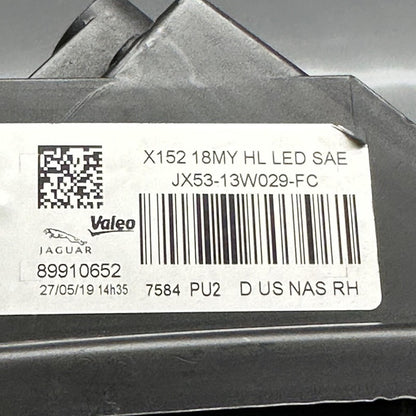 X152 18MY HL LED SAE
JX53-13W029-FC
Valeo
JAGUAR
89910652
27/05/19 14h35
7584 PU2 D US NAS RH